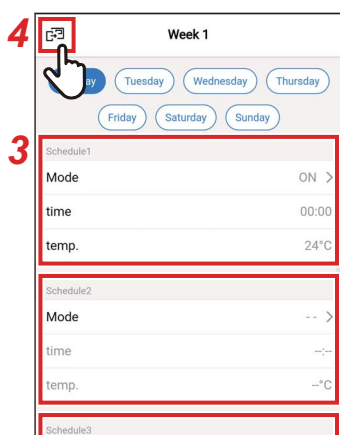 4
Week 1
ay Tuesday Wednesday Thursday
Friday Saturday Sunday
3
Schedule1
Mode ON >
time 00:00
temp. 24°C
Schedule2
Mode - - >
time --:--
temp. --°C
Schedule3